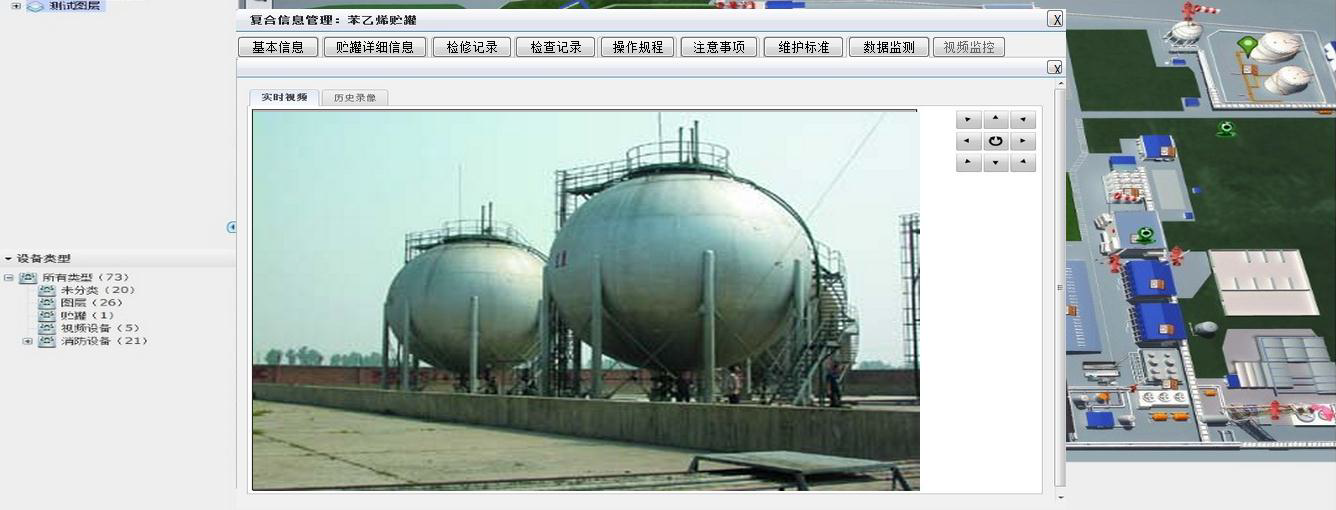 测试图层
复合信息管理：苯乙烯贮罐
X
基本信息 贮罐详细信息 检修记录 检查记录 操作规程 注意事项 维护标准 数据监测 视频监控
X
实时视频 历史录像
设备类型
所有类型（73）
未分类（20）
图层（26）
贮罐（1）
视频设备（5）
消防设备（21）